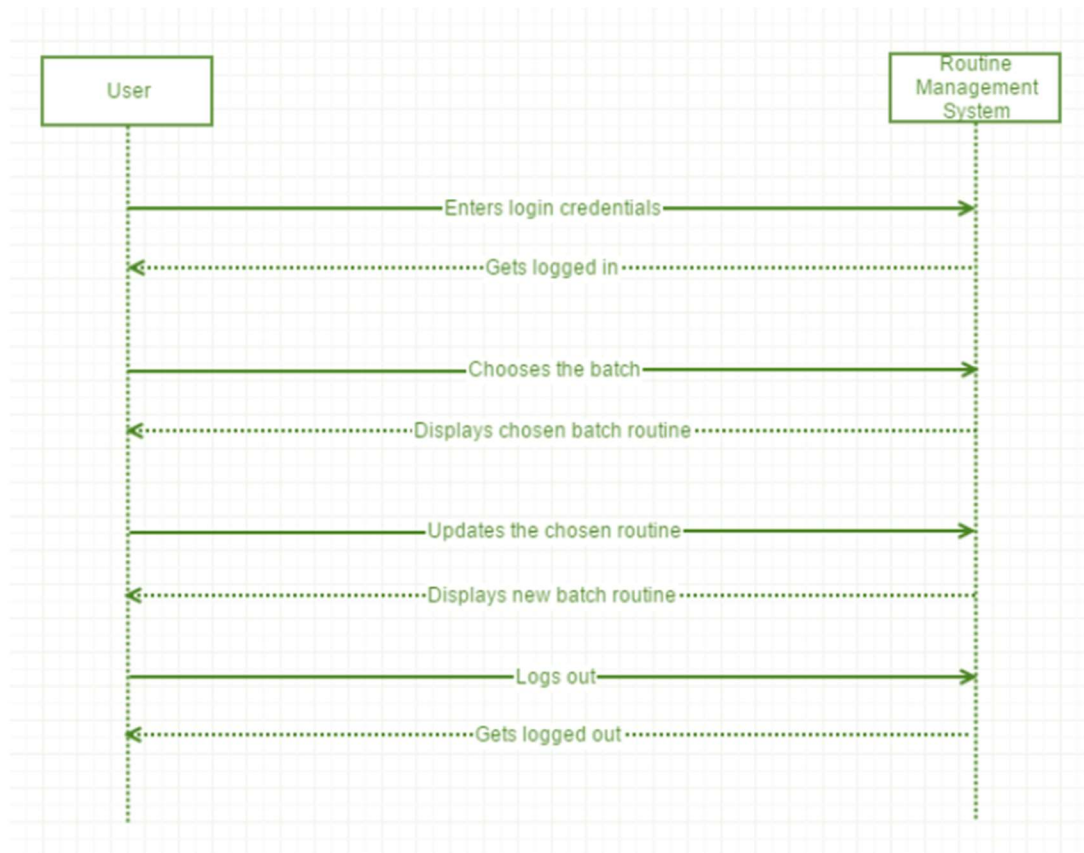 User
Routine
Management
System
Enters login credentials
Gets logged in
Chooses the batch
Displays chosen batch routine
Updates the chosen routine
Displays new batch routine
Logs out
Gets logged out